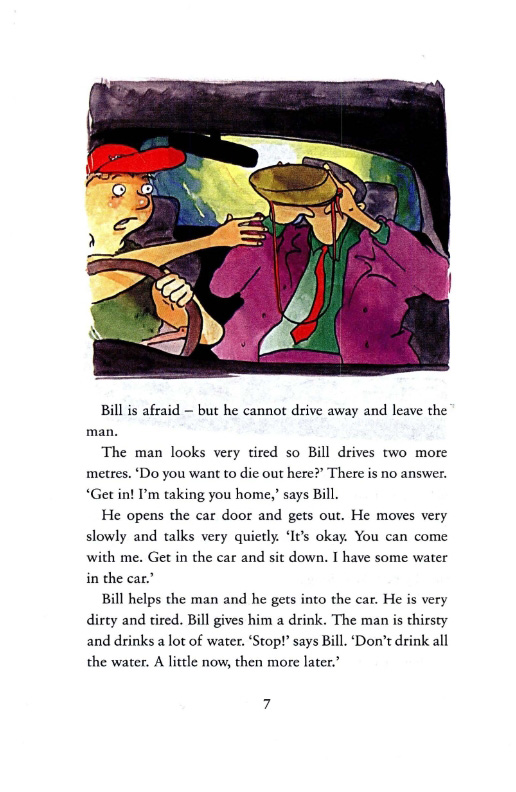 Bill is afraid – but he cannot drive away and leave the
man.
The man looks very tired so Bill drives two more
metres. ‘Do you want to die out here?’ There is no answer.
‘Get in! I’m taking you home,’ says Bill.
He opens the car door and gets out. He moves very
slowly and talks very quietly. ‘It’s okay. You can come
with me. Get in the car and sit down. I have some water
in the car.’
Bill helps the man and he gets into the car. He is very
dirty and tired. Bill gives him a drink. The man is thirsty
and drinks a lot of water. ‘Stop!’ says Bill. ‘Don’t drink all
the water. A little now, then more later.’
7